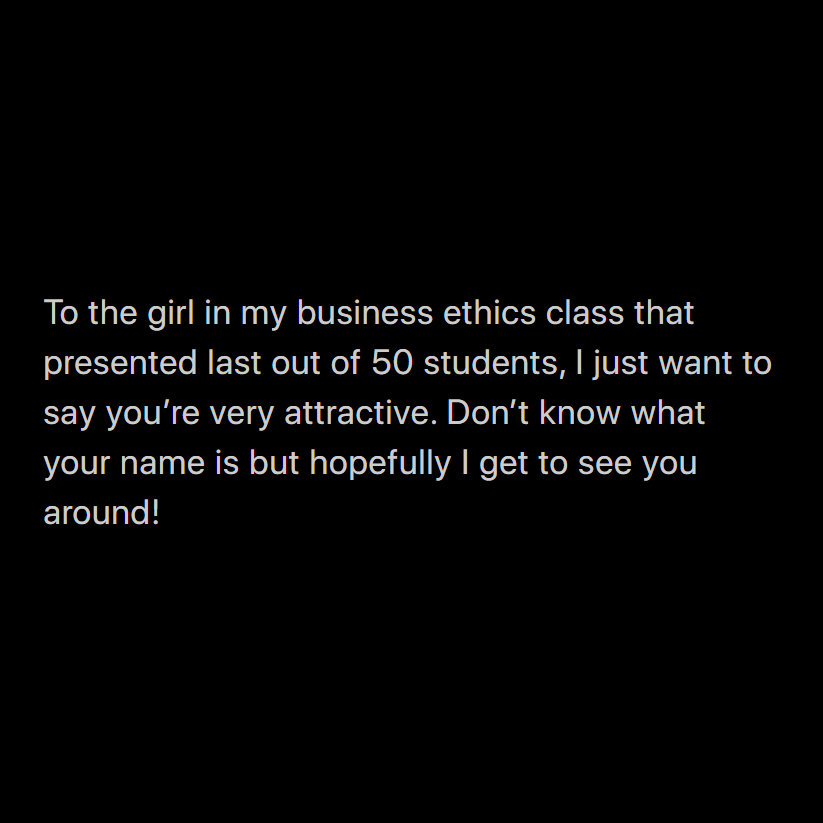 To the girl in my business ethics class that
presented last out of 50 students, I just want to
say you’re very attractive. Don’t know what
your name is but hopefully I get to see you
around!